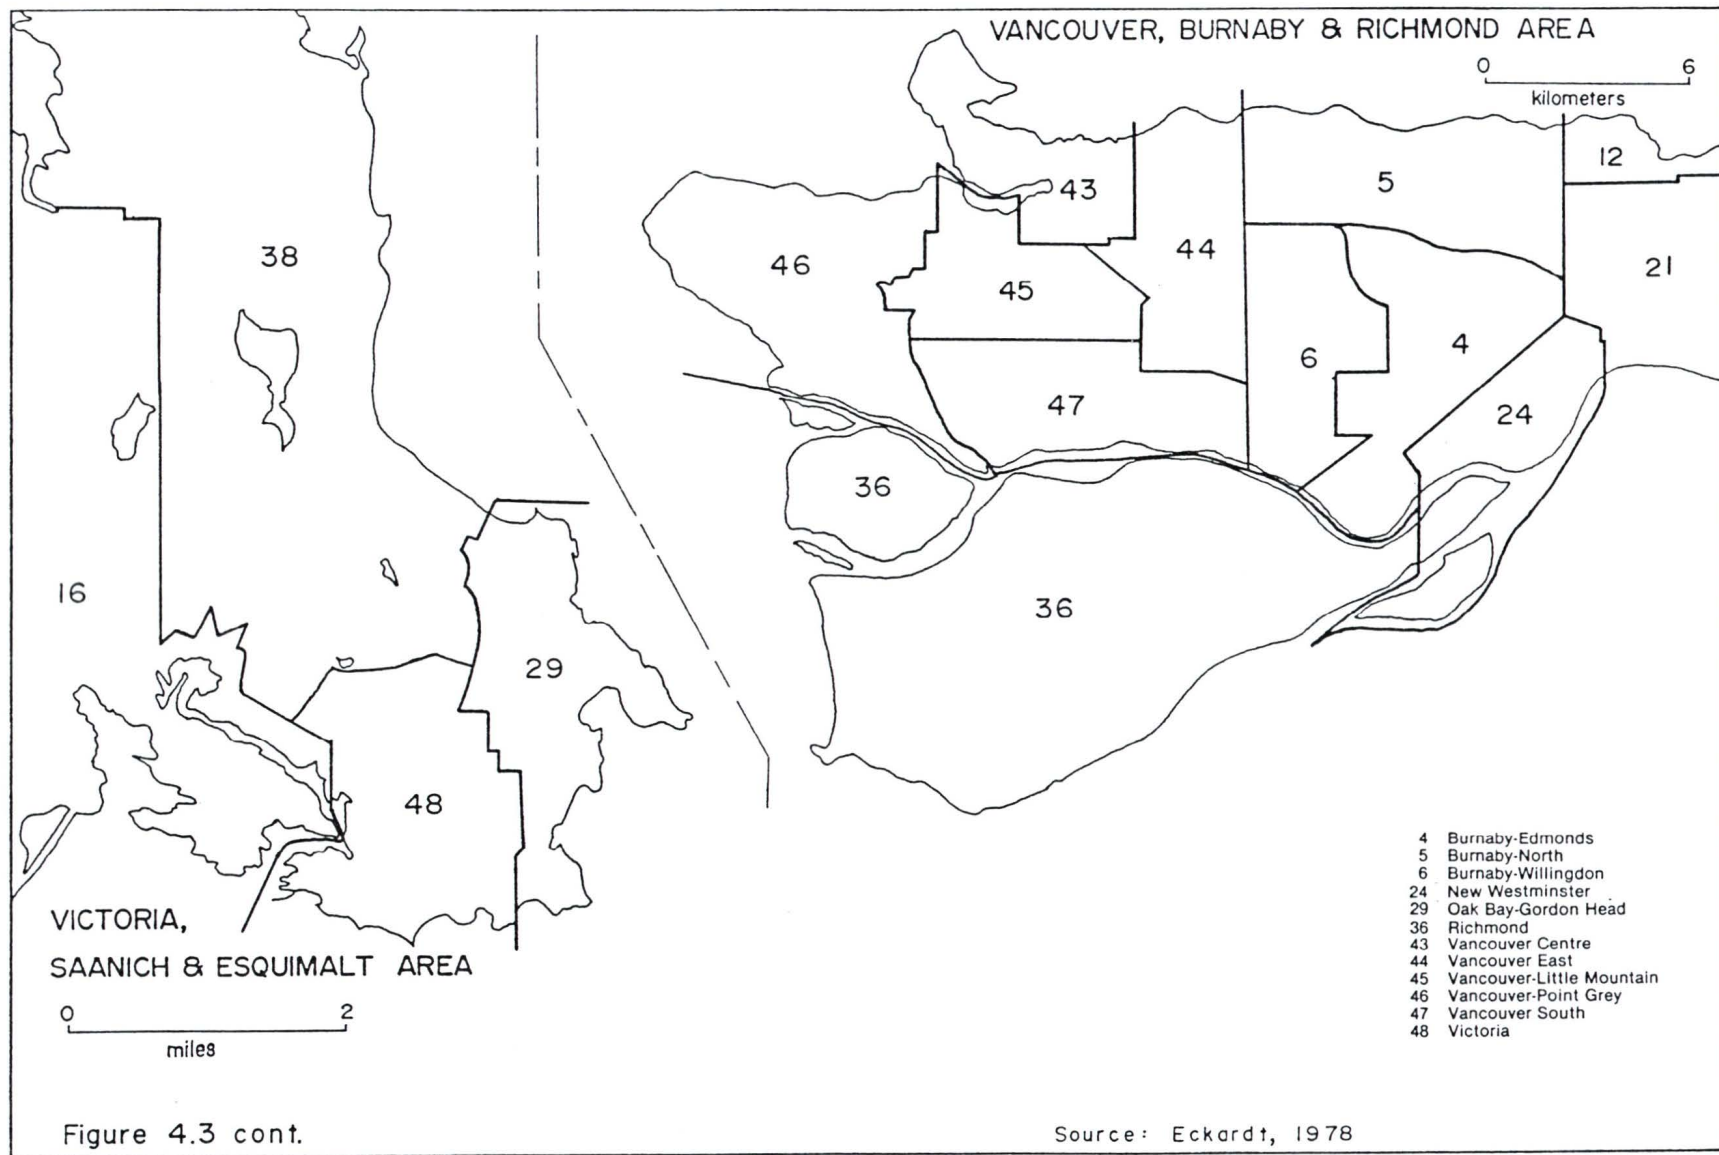 VANCOUVER, BURNABY & RICHMOND AREA
0 6
kilometers
12
43
5
38
44
46
21
45
6
4
47
24
36
16
36
29
48
4 Burnaby-Edmonds
5 Burnaby-North
6 Burnaby-Willingdon
24 New Westminster
29 Oak Bay-Gordon Head
36 Richmond
43 Vancouver Centre
44 Vancouver East
45 Vancouver-Little Mountain
46 Vancouver-Point Grey
47 Vancouver South
48 Victoria
VICTORIA,
SAANICH & ESQUIMALT AREA
0 2
miles
Figure 4.3 cont.
Source: Eckardt, 1978